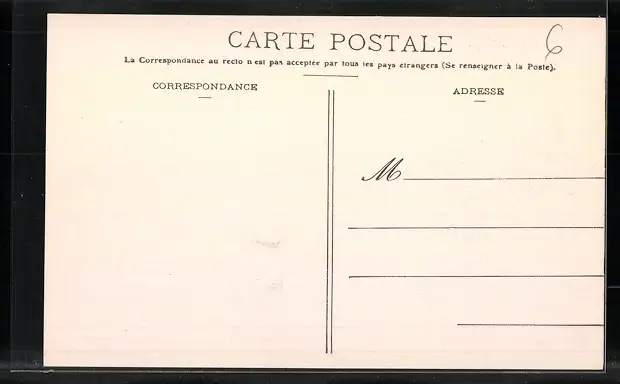 CARTE POSTALE
6
La Correspondance au recto n'est pas acceptée par tous les pays étrangers (Se renseigner à la Poste).
CORRESPONDANCE
ADRESSE
M